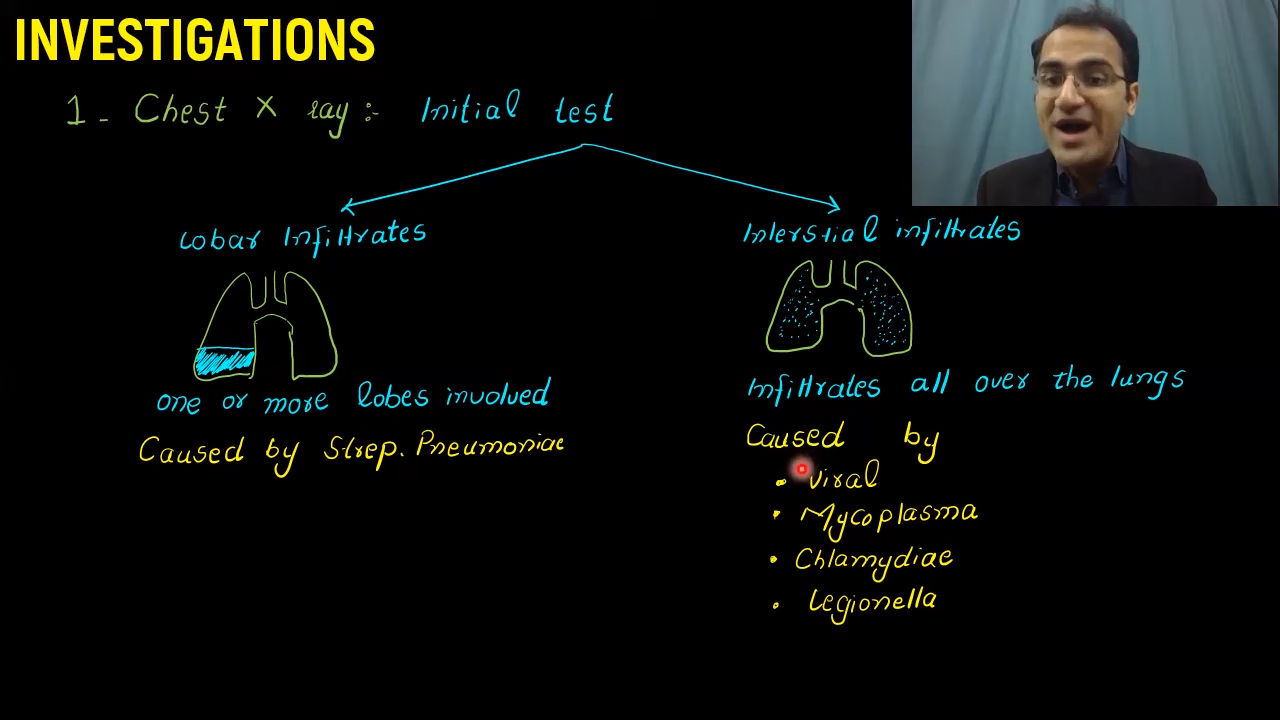 INVESTIGATIONS
1 - Chest X ray :- Initial test
Lobar Infiltrates
one or more lobes involved
Caused by Strep. Pneumoniae
Interstial infiltrates
Infiltrates all over the lungs
Caused by
• Viral
• Mycoplasma
• Chlamydiae
• Legionella